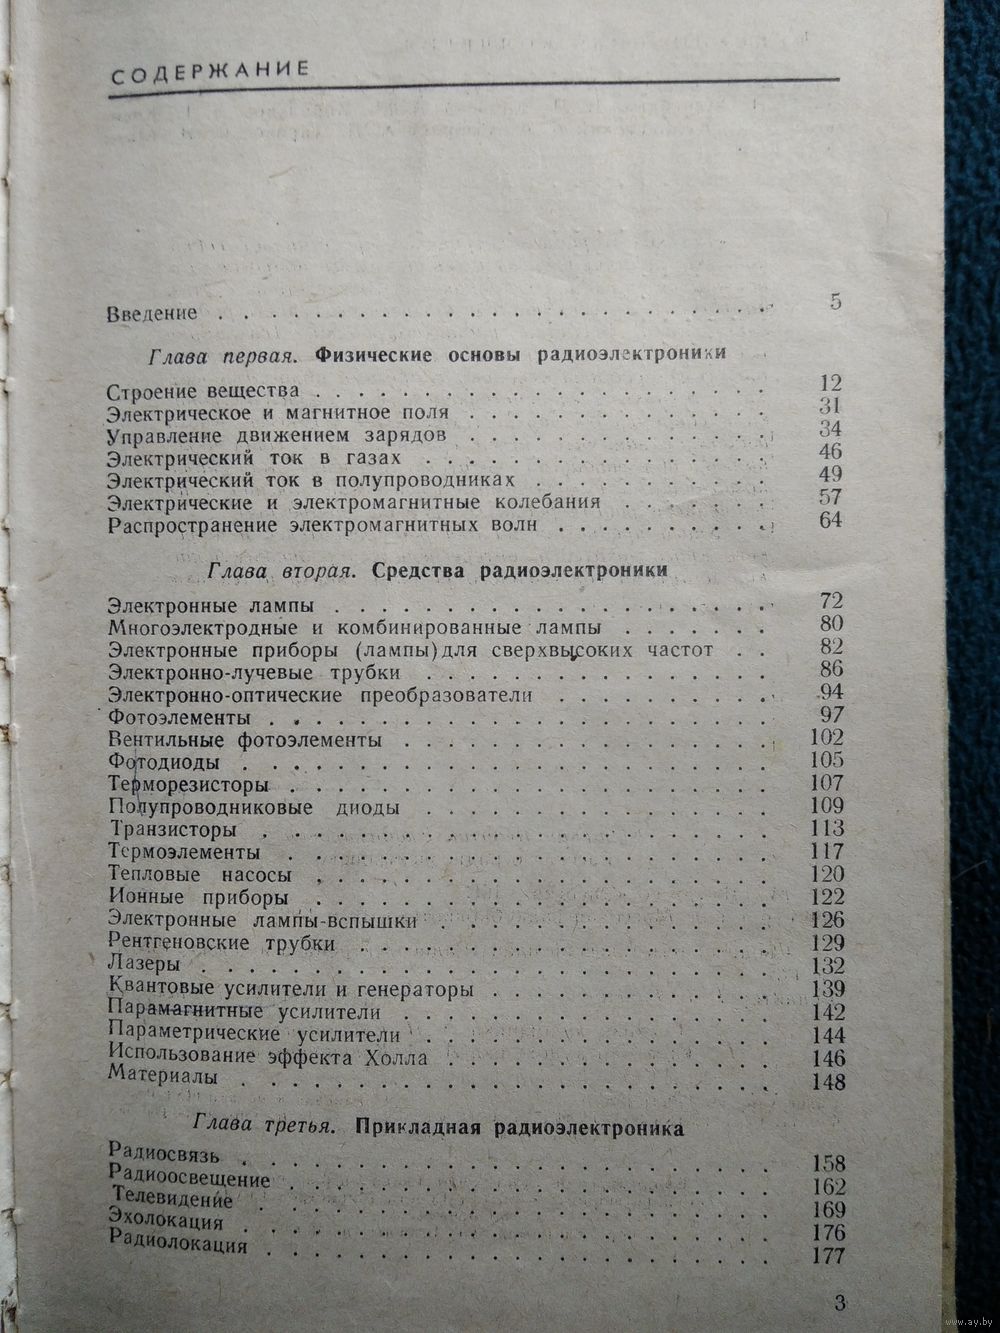 СОДЕРЖАНИЕ
Введение . . . . . . . . . . . . . . . . . . . . . . . 5
Глава первая. Физические основы радиоэлектроники
Строение вещества . . . . . . . . . . . . . . . . . . . 12
Электрическое и магнитное поля . . . . . . . . . . . . . 31
Управление движением зарядов . . . . . . . . . . . . . 34
Электрический ток в газах . . . . . . . . . . . . . . . 46
Электрический ток в полупроводниках . . . . . . . . . . 49
Электрические и электромагнитные колебания . . . . . . 57
Распространение электромагнитных волн . . . . . . . . . 64
Глава вторая. Средства радиоэлектроники
Электронные лампы . . . . . . . . . . . . . . . . . . . 72
Многоэлектродные и комбинированные лампы . . . . . . . 80
Электронные приборы (лампы)для сверхвысоких частот . . 82
Электронно-лучевые трубки . . . . . . . . . . . . . . . 86
Электронно-оптические преобразователи . . . . . . . . . 94
Фотоэлементы . . . . . . . . . . . . . . . . . . . . . 97
Вентильные фотоэлементы . . . . . . . . . . . . . . . . 102
Фотодиоды . . . . . . . . . . . . . . . . . . . . . . 105
Терморезисторы . . . . . . . . . . . . . . . . . . . . 107
Полупроводниковые диоды . . . . . . . . . . . . . . . 109
Транзисторы . . . . . . . . . . . . . . . . . . . . . 113
Термоэлементы . . . . . . . . . . . . . . . . . . . . 117
Тепловые насосы . . . . . . . . . . . . . . . . . . . 120
Ионные приборы . . . . . . . . . . . . . . . . . . . 122
Электронные лампы-вспышки . . . . . . . . . . . . . . 126
Рентгеновские трубки . . . . . . . . . . . . . . . . . 129
Лазеры . . . . . . . . . . . . . . . . . . . . . . . . 132
Квантовые усилители и генераторы . . . . . . . . . . . 139
Парамагнитные усилители . . . . . . . . . . . . . . . . 142
Параметрические усилители . . . . . . . . . . . . . . . 144
Использование эффекта Холла . . . . . . . . . . . . . . 146
Материалы . . . . . . . . . . . . . . . . . . . . . . 148
Глава третья. Прикладная радиоэлектроника
Радиосвязь . . . . . . . . . . . . . . . . . . . . . . 158
Радиоосвещение . . . . . . . . . . . . . . . . . . . . 162
Телевидение . . . . . . . . . . . . . . . . . . . . . 169
Эхолокация . . . . . . . . . . . . . . . . . . . . . . 176
Радиолокация . . . . . . . . . . . . . . . . . . . . . 177
3
www.ay.by